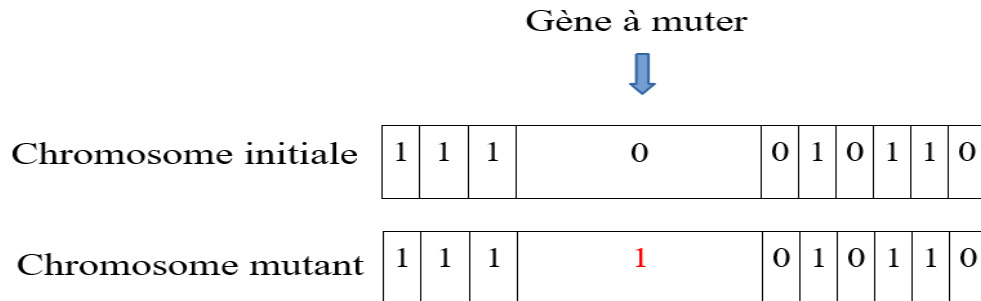 Gène à muter
Chromosome initiale 1 1 1 0 0 1 0 1 1 0
Chromosome mutant 1 1 1 1 0 1 0 1 1 0